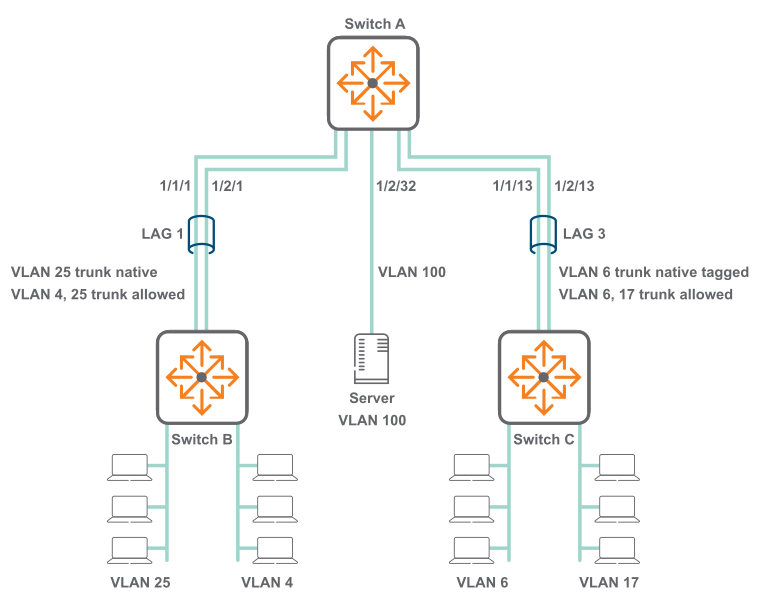 Switch A
1/1/1
1/2/1
1/2/32
1/1/13
1/2/13
LAG 1
LAG 3
VLAN 25 trunk native
VLAN 4, 25 trunk allowed
VLAN 100
VLAN 6 trunk native tagged
VLAN 6, 17 trunk allowed
Server
VLAN 100
Switch B
Switch C
VLAN 25
VLAN 4
VLAN 6
VLAN 17